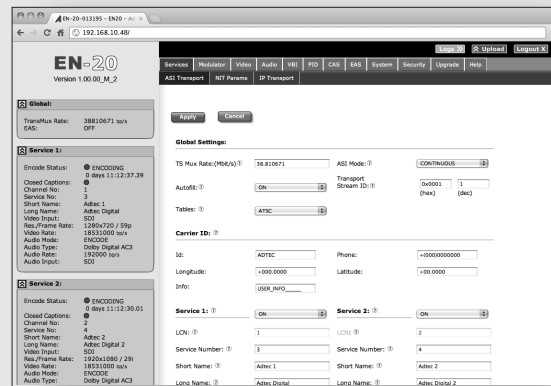 EN-20-013195 - EN20 - Ad
192.168.10.48/
Logs Upload Logout X
EN-20
Version 1.00.00_M_2
Services Modulator Video Audio VBI PID CAS EAS System Security Upgrade Help
ASI Transport NIT Params IP Transport
Global:
TransMux Rate: 38810671 bp/s
EAS: OFF
Service 1:
Encode Status: ENCODING
0 days 11:12:37.39
Closed Captions:
Channel No: 1
Service No: 3
Short Name: Adtec 1
Long Name: Adtec Digital
Video Input: SDI
Res./Frame Rate: 1280x720 / 59p
Video Rate: 18531000 bp/s
Audio Mode: ENCODE
Audio Type: Dolby Digital AC3
Audio Rate: 192000 bp/s
Audio Input: SDI
Service 2:
Encode Status: ENCODING
0 days 11:12:30.01
Closed Captions:
Channel No: 2
Service No: 4
Short Name: Adtec 2
Long Name: Adtec Digital 2
Video Input: SDI
Res./Frame Rate: 1920x1080 / 29i
Video Rate: 18531000 bp/s
Audio Mode: ENCODE
Audio Type: Dolby Digital AC3
Apply Cancel
Global Settings:
TS Mux Rate:(Mbit/s) 38.810671 ASI Mode: CONTINUOUS
Autofill: ON Transport Stream ID: 0x0001 1
(hex) (dec)
Tables: ATSC
Carrier ID:
Id: ADTEC Phone: +(000)0000000
Longitude: +000.0000 Latitude: +00.0000
Info: USER_INFO_____
Service 1: ON Service 2: ON
LCN: 1 LCN: 2
Service Number: 3 Service Number: 4
Short Name: Adtec 1 Short Name: Adtec 2
Long Name: Adtec Digital Long Name: Adtec Digital 2